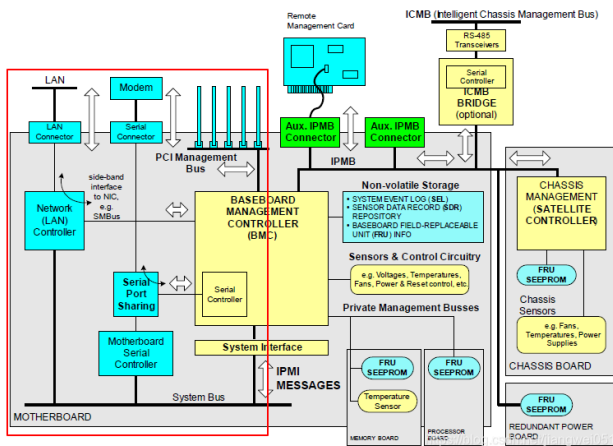 Remote
Management Card
ICMB (Intelligent Chassis Management Bus)
RS-485
Transceivers
Serial
Controller
ICMB
BRIDGE
(optional)
LAN
Modem
LAN
Connector
Serial
Connector
Aux. IPMB
Connector
Aux. IPMB
Connector
PCI Management
Bus
IPMB
side-band
interface
to NIC,
e.g.
SMBus
Network
(LAN)
Controller
BASEBOARD
MANAGEMENT
CONTROLLER
(BMC)
Serial
Controller
Non-volatile Storage
• SYSTEM EVENT LOG (SEL)
• SENSOR DATA RECORD (SDR)
REPOSITORY
• BASEBOARD FIELD-REPLACEABLE
UNIT (FRU) INFO
CHASSIS
MANAGEMENT
(SATELLITE
CONTROLLER)
Sensors & Control Circuitry
e.g. Voltages, Temperatures,
Fans, Power & Reset control, etc.
FRU
SEEPROM
Chassis
Sensors
e.g. Fans,
Temperatures, Power
Supplies
CHASSIS BOARD
Serial
Port
Sharing
Private Management Busses
Motherboard
Serial
Controller
System Interface
IPMI
MESSAGES
System Bus
MOTHERBOARD
FRU
SEEPROM
Temperature
Sensor
MEMORY BOARD
FRU
SEEPROM
PROCESSOR
BOARD
FRU
SEEPROM
REDUNDANT POWER
BOARD